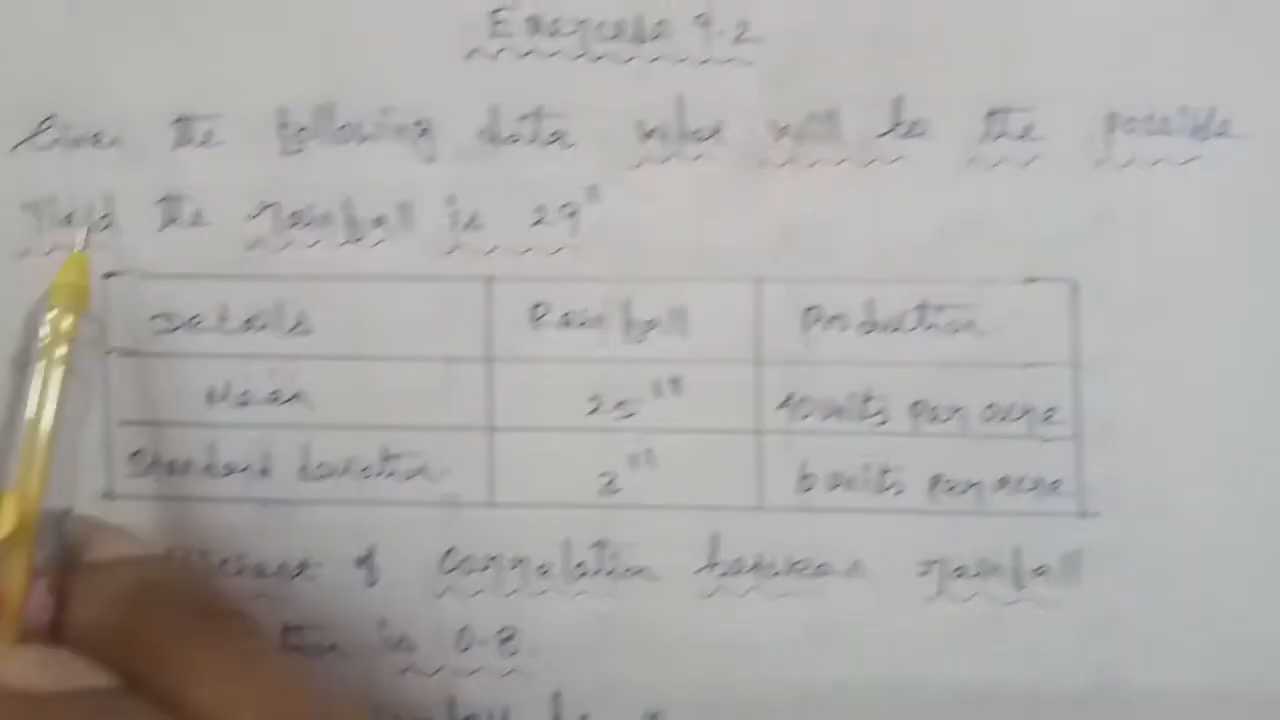 Exercise 9.2
Given the following data what will be the possible
Yield the rainfall is 29"
Details Rainfall Production
Mean 25" 40 units per acre
Standard deviation 2" 6 units per acre
of correlation between rainfall
is 0.8
be x